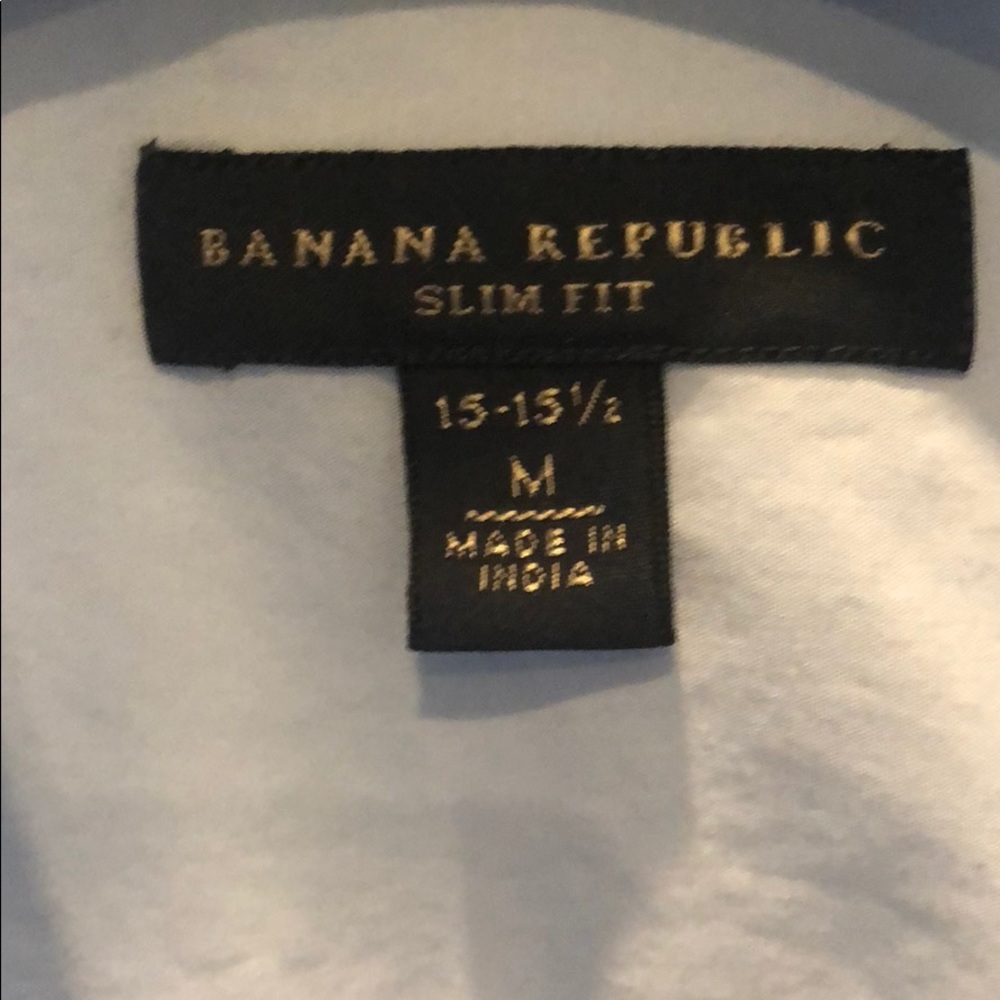 BANANA REPUBLIC
SLIM FIT
15-15½
M
MADE IN
INDIA